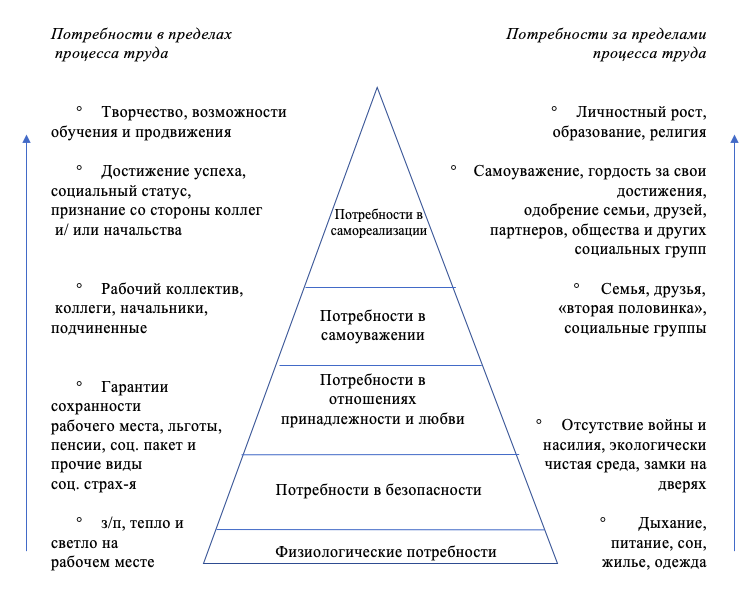 Потребности в пределах
процесса труда
° Творчество, возможности
обучения и продвижения
° Достижение успеха,
социальный статус,
признание со стороны коллег
и/ или начальства
° Рабочий коллектив,
коллеги, начальники,
подчиненные
° Гарантии
сохранности
рабочего места, льготы,
пенсии, соц. пакет и
прочие виды
соц. страх-я
° з/п, тепло и
светло на
рабочем месте
Потребности в
самореализации
Потребности в
самоуважении
Потребности в
отношениях
принадлежности и любви
Потребности в безопасности
Физиологические потребности
Потребности за пределами
процесса труда
° Личностный рост,
образование, религия
° Самоуважение, гордость за свои
достижения,
одобрение семьи, друзей,
партнеров, общества и других
социальных групп
° Семья, друзья,
«вторая половинка»,
социальные группы
° Отсутствие войны и
насилия, экологически
чистая среда, замки на
дверях
° Дыхание,
питание, сон,
жилье, одежда